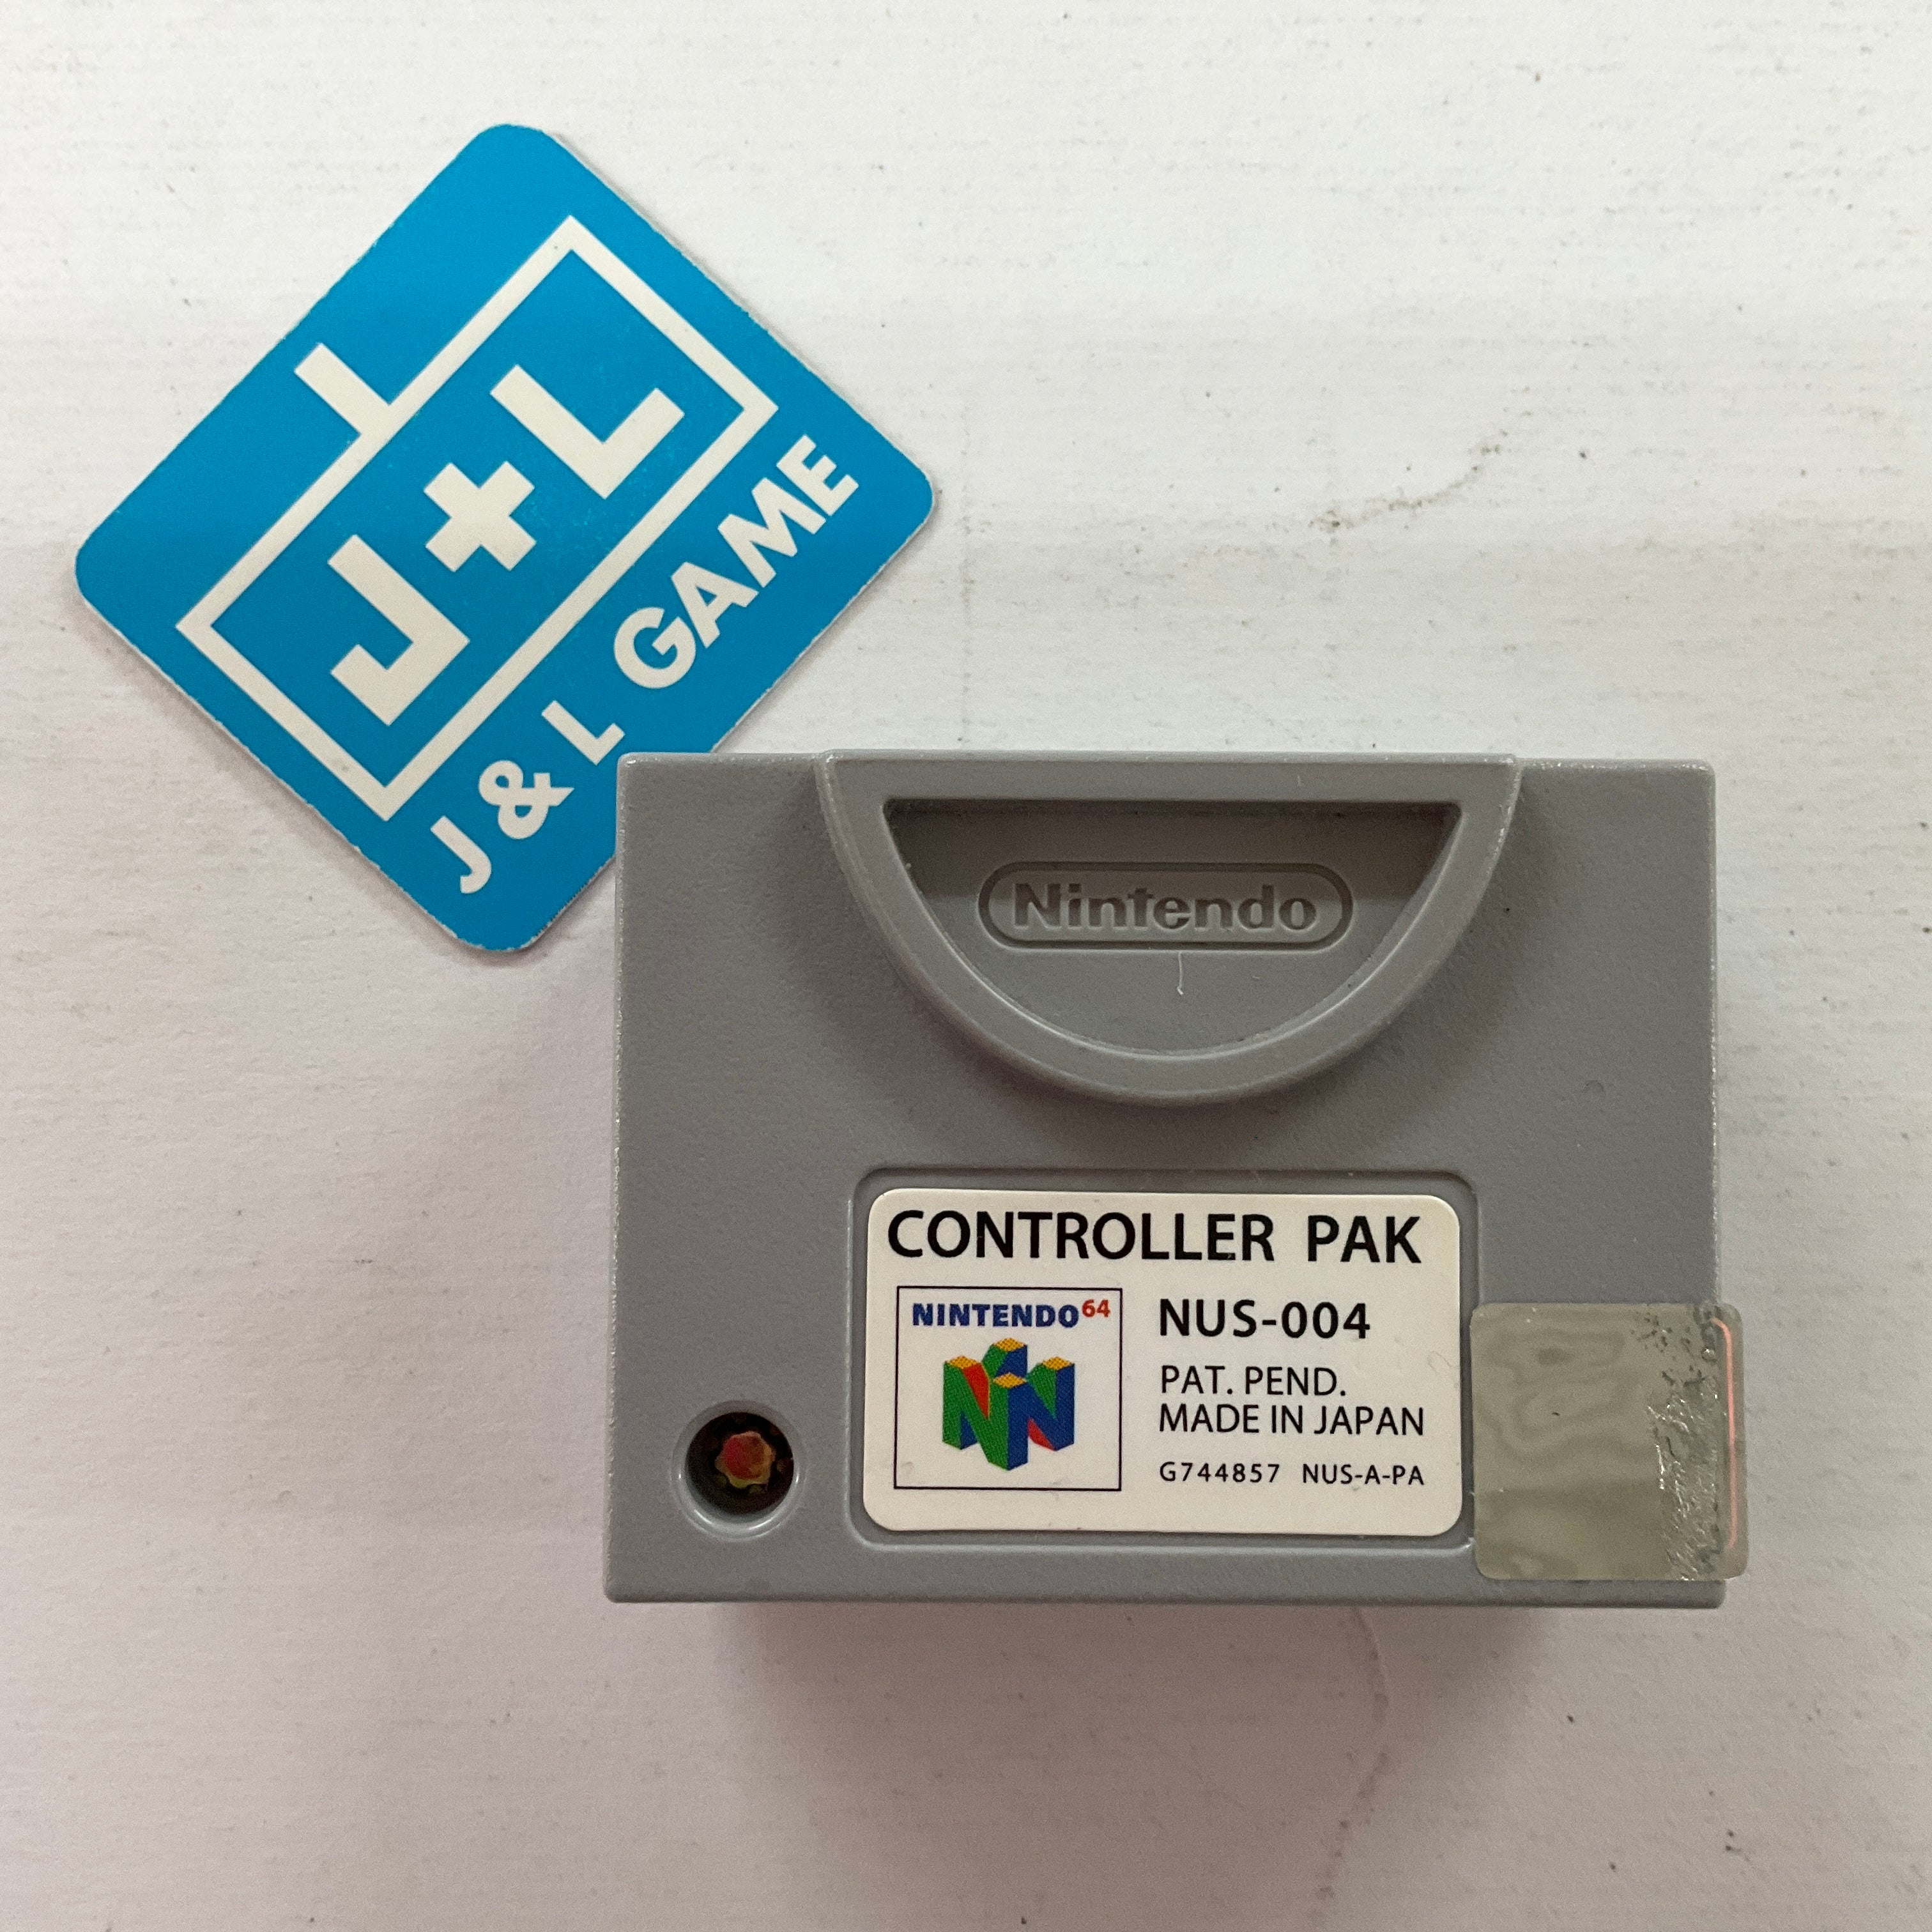 J+L
J & L GAME
Nintendo
CONTROLLER PAK
NINTENDO64
NUS-004
PAT. PEND.
MADE IN JAPAN
G744857 NUS-A-PA